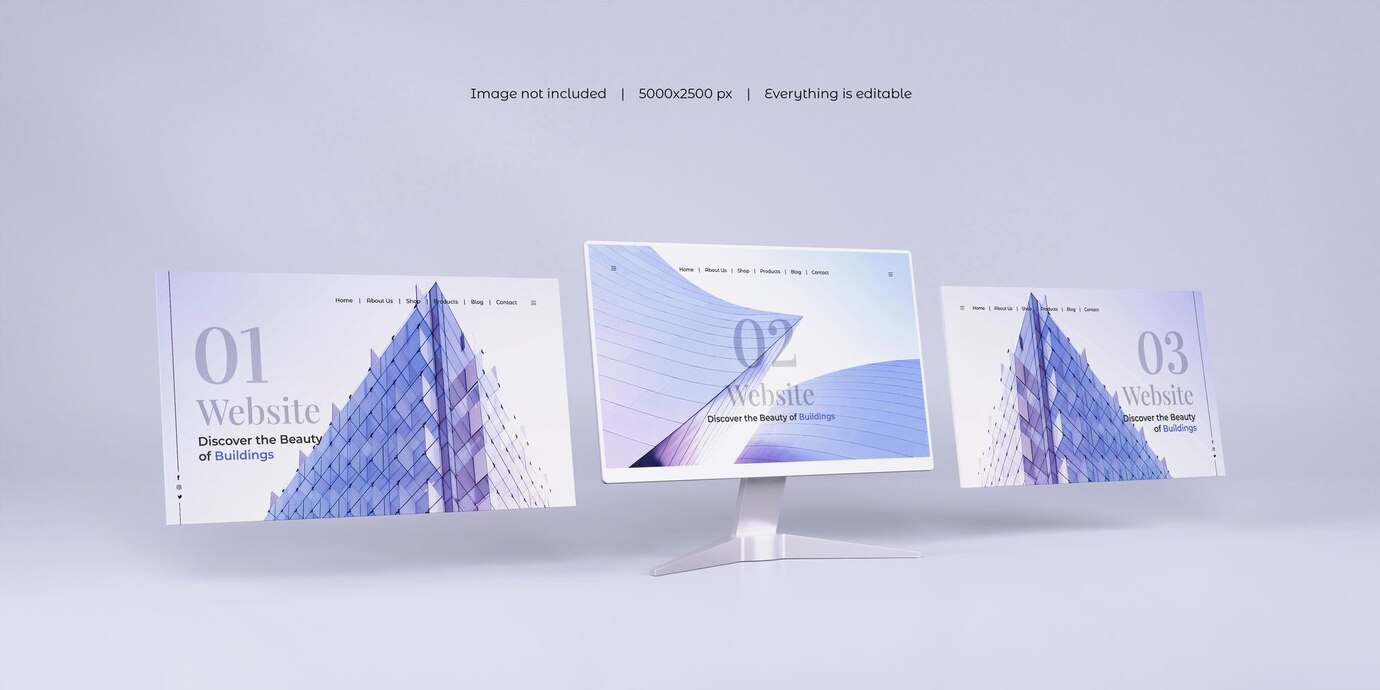 Image not included | 5000x2500 px | Everything is editable
Home | About Us | Shop | Products | Blog | Contact
01
Website
Discover the Beauty
of Buildings
Home | About Us | Shop | Products | Blog | Contact
02
Website
Discover the Beauty of Buildings
Home | About Us | Shop | Products | Blog | Contact
03
Website
Discover the Beauty
of Buildings